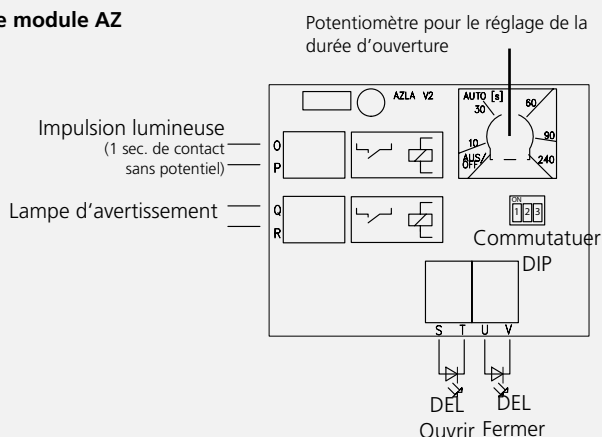 e module AZ
Potentiomètre pour le réglage de la
durée d'ouverture
AZLA V2
AUTO [s]
30
60
10
90
AUS/
OFF
240
Impulsion lumineuse
(1 sec. de contact
sans potentiel)
O
P
Lampe d'avertissement
Q
R
ON
1 2 3
Commutatuer
DIP
S T U V
DEL DEL
Ouvrir Fermer